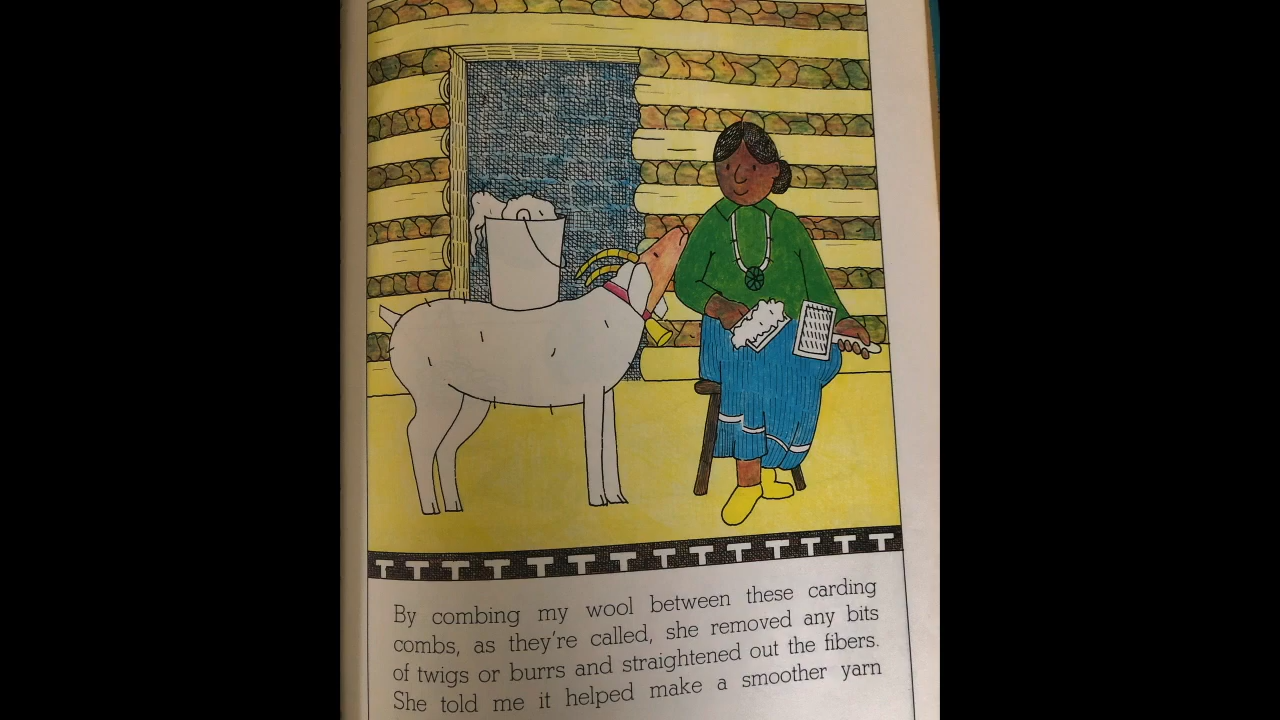 By combing my wool between these carding
combs, as they're called, she removed any bits
of twigs or burrs and straightened out the fibers.
She told me it helped make a smoother yarn